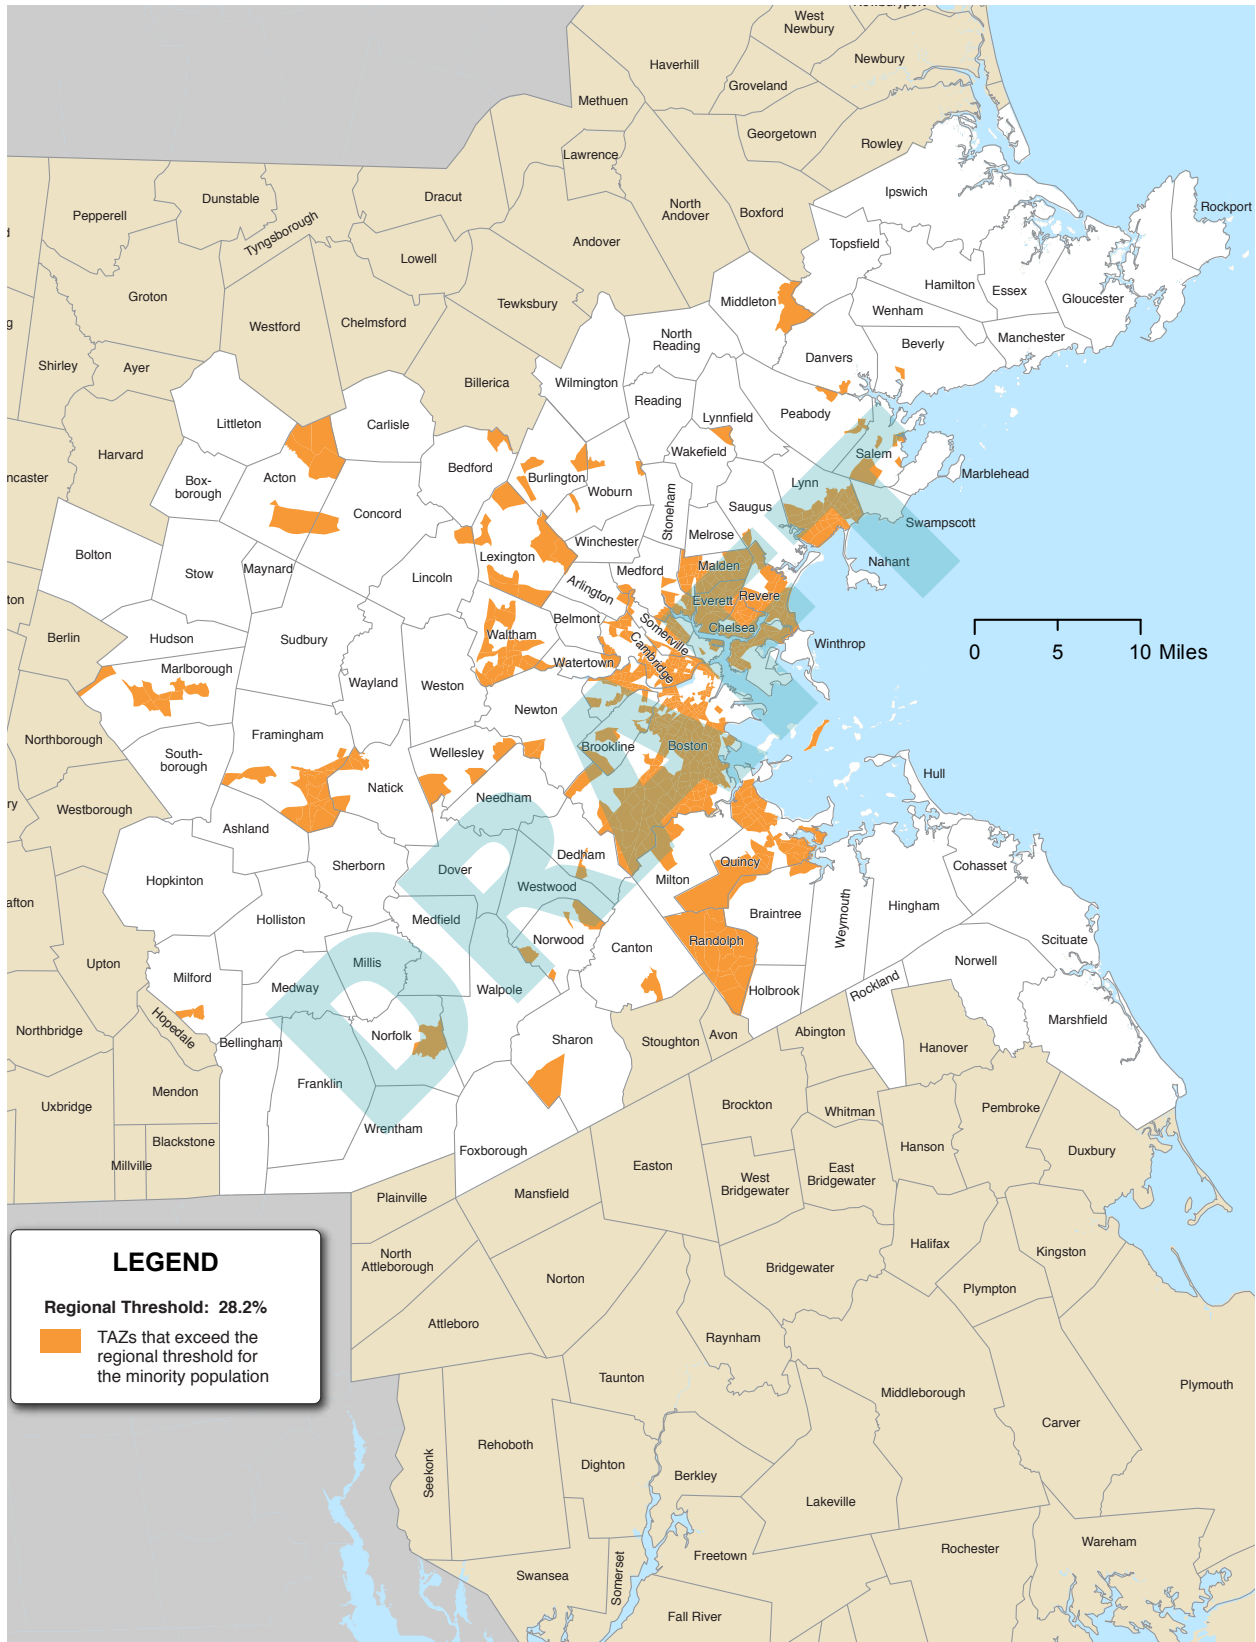 West
Newbury
Newbury
Haverhill
Groveland
Methuen
Georgetown
Rowley
Lawrence
Ipswich
Dunstable
Dracut
North
Andover
Boxford
Rockport
Pepperell
Tyngsborough
Andover
Topsfield
Lowell
Hamilton
Essex
Gloucester
Groton
Tewksbury
Middleton
Wenham
Westford
Chelmsford
North
Reading
Manchester
Beverly
Danvers
Shirley
Ayer
Billerica
Wilmington
Reading
Lynnfield
Peabody
Littleton
Carlisle
Wakefield
Salem
Harvard
Bedford
Burlington
Woburn
Marblehead
ncaster
Box-
borough
Acton
Lynn
Concord
Stoneham
Saugus
Swampscott
Melrose
Winchester
Bolton
Lexington
Nahant
Stow
Maynard
Lincoln
Medford
Malden
Arlington
Everett
Revere
ton
Belmont
Somerville
Chelsea
Berlin
Hudson
Sudbury
Waltham
Winthrop
0 5 10 Miles
Marlborough
Watertown
Cambridge
Wayland
Weston
Newton
Northborough
Framingham
Brookline
Boston
South-
borough
Wellesley
Hull
Natick
Needham
ry
Westborough
Ashland
Sherborn
Dover
Dedham
Quincy
Cohasset
Hopkinton
Milton
Westwood
afton
Holliston
Medfield
Braintree
Weymouth
Hingham
Norwood
Canton
Randolph
Scituate
Upton
Millis
Norwell
Milford
Medway
Walpole
Holbrook
Rockland
Northbridge
Hopedale
Bellingham
Norfolk
Sharon
Stoughton
Avon
Abington
Hanover
Marshfield
Franklin
Mendon
Uxbridge
Brockton
Whitman
Pembroke
Wrentham
Blackstone
Foxborough
Hanson
Duxbury
Millville
Easton
West
Bridgewater
East
Bridgewater
Plainville
Mansfield
North
Attleborough
Halifax
Kingston
Norton
Bridgewater
Plympton
Attleboro
Raynham
Taunton
Middleborough
Plymouth
Carver
Seekonk
Rehoboth
Dighton
Berkley
Lakeville
Wareham
Rochester
Freetown
Swansea
Somerset
Fall River
LEGEND
Regional Threshold: 28.2%
TAZs that exceed the
regional threshold for
the minority population
DRAFT